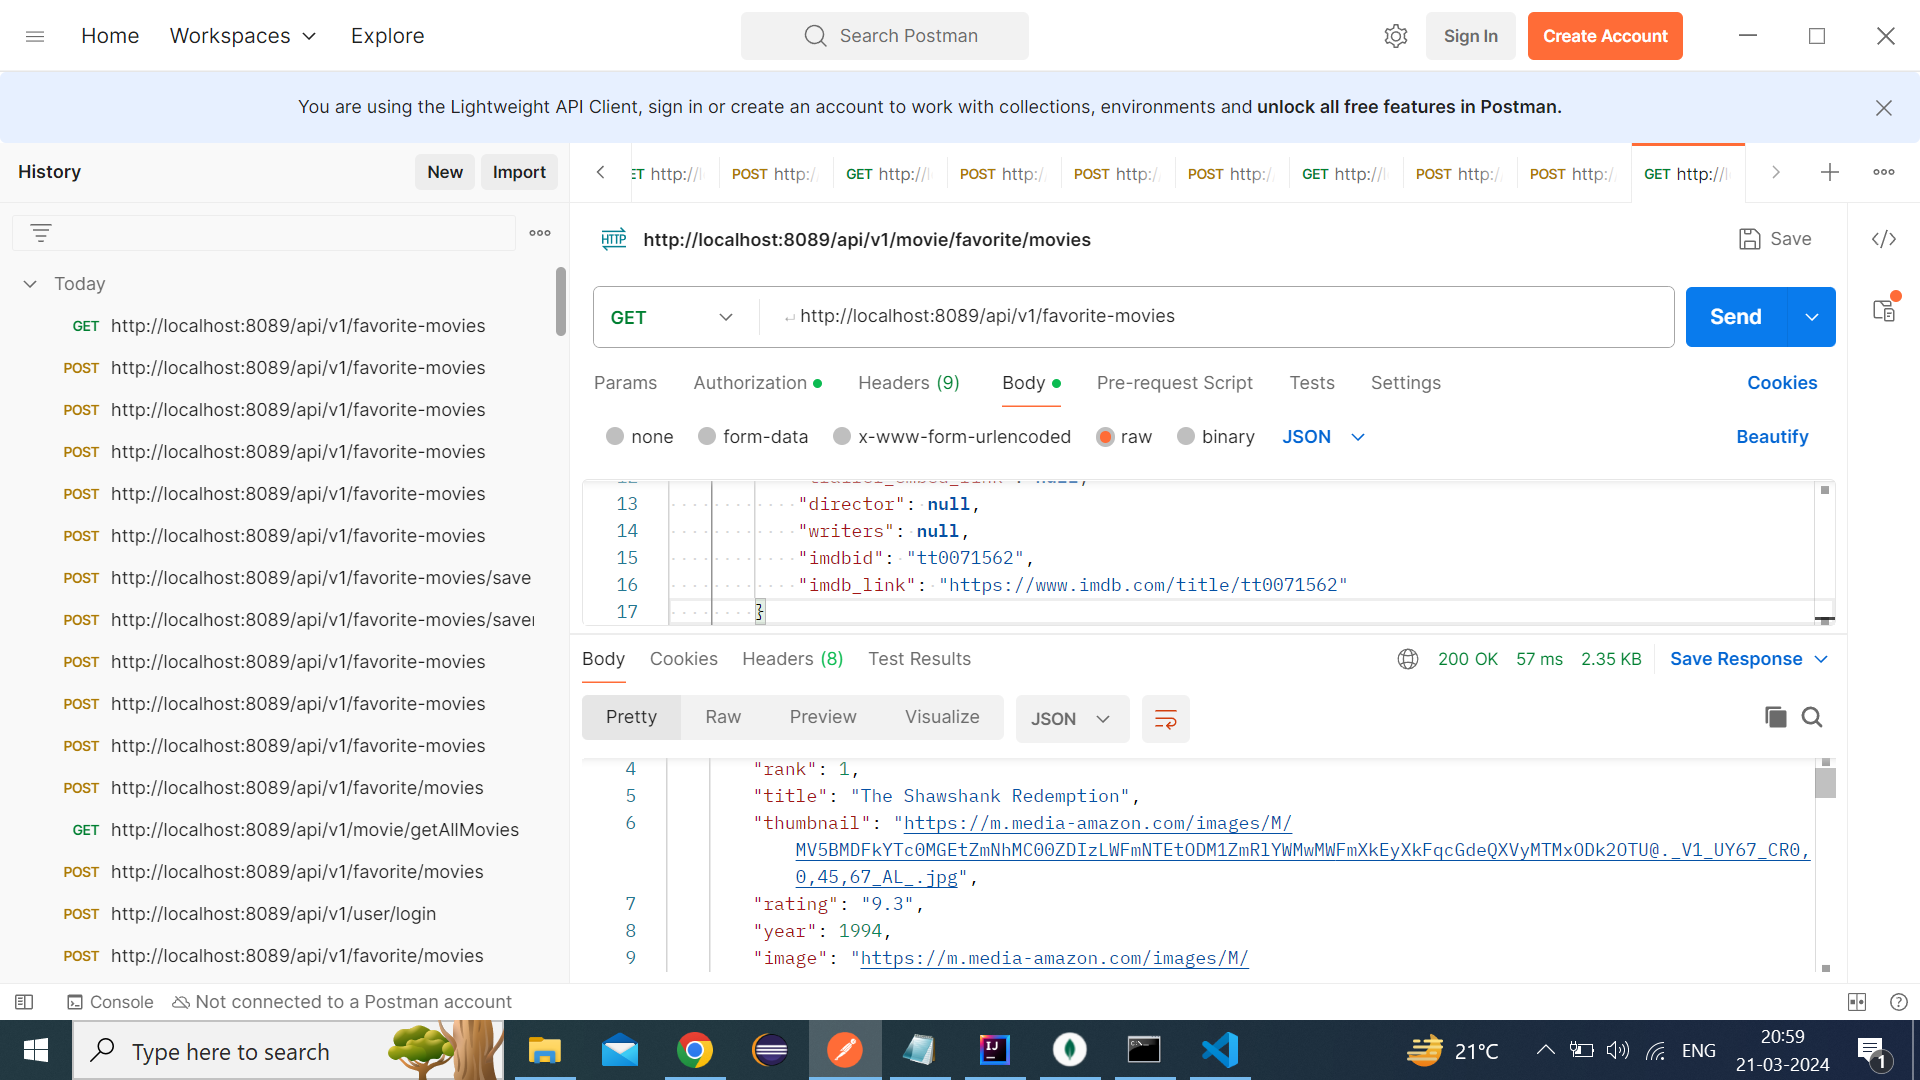 Home Workspaces Explore Search Postman Sign In Create Account
You are using the Lightweight API Client, sign in or create an account to work with collections, environments and unlock all free features in Postman.
History New Import
ET http:// POST http:/ GET http://l POST http:/ POST http:/ POST http:/ GET http://l POST http:/ POST http:/ GET http://l
HTTP http://localhost:8089/api/v1/movie/favorite/movies Save
Today
GET http://localhost:8089/api/v1/favorite-movies
POST http://localhost:8089/api/v1/favorite-movies
POST http://localhost:8089/api/v1/favorite-movies
POST http://localhost:8089/api/v1/favorite-movies
POST http://localhost:8089/api/v1/favorite-movies
POST http://localhost:8089/api/v1/favorite-movies
POST http://localhost:8089/api/v1/favorite-movies/save
POST http://localhost:8089/api/v1/favorite-movies/saver
POST http://localhost:8089/api/v1/favorite-movies
POST http://localhost:8089/api/v1/favorite-movies
POST http://localhost:8089/api/v1/favorite-movies
POST http://localhost:8089/api/v1/favorite/movies
GET http://localhost:8089/api/v1/movie/getAllMovies
POST http://localhost:8089/api/v1/favorite/movies
POST http://localhost:8089/api/v1/user/login
POST http://localhost:8089/api/v1/favorite/movies
GET http://localhost:8089/api/v1/favorite-movies Send
Params Authorization Headers (9) Body Pre-request Script Tests Settings Cookies
none form-data x-www-form-urlencoded raw binary JSON Beautify
13 "director": null,
14 "writers": null,
15 "imdbid": "tt0071562",
16 "imdb_link": "https://www.imdb.com/title/tt0071562"
17 }
Body Cookies Headers (8) Test Results 200 OK 57 ms 2.35 KB Save Response
Pretty Raw Preview Visualize JSON
4 "rank": 1,
5 "title": "The Shawshank Redemption",
6 "thumbnail": "https://m.media-amazon.com/images/M/
MV5BMDFkYTc0MGEtZmNhMC00ZDIzLWFmNTEtODM1ZmRlYWMwMWFmXkEyXkFqcGdeQXVyMTMxODk2OTU@._V1_UY67_CR0,
0,45,67_AL_.jpg",
7 "rating": "9.3",
8 "year": 1994,
9 "image": "https://m.media-amazon.com/images/M/
Console Not connected to a Postman account
Type here to search IJ 21°C ENG 20:59
21-03-2024
1